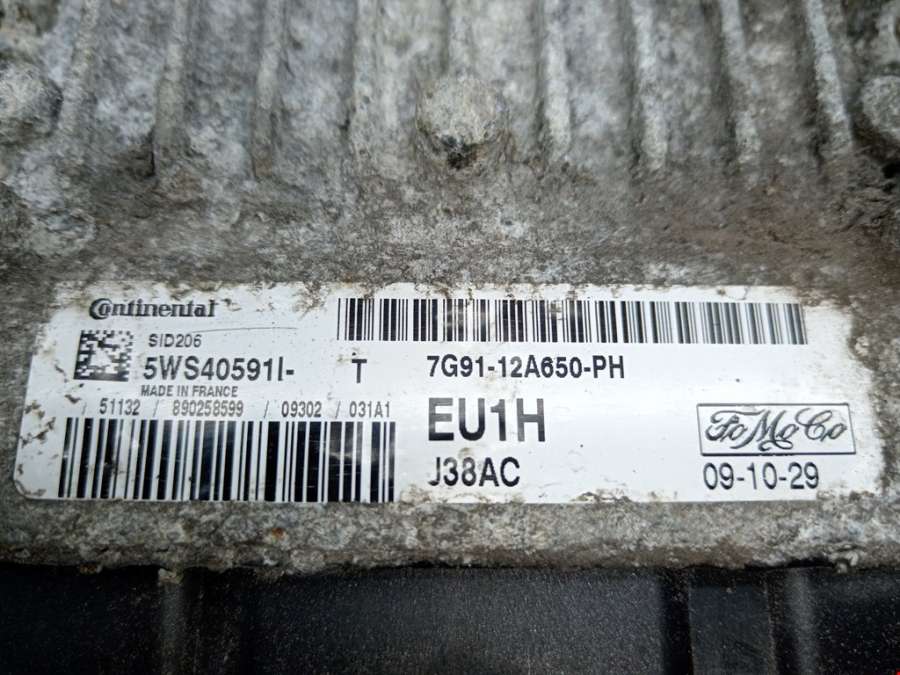 Continental
SID206
5WS40591I- T
MADE IN FRANCE
/ 51132 / 890258599 / 09302 / 031A1
7G91-12A650-PH
EU1H
J38AC
FoMoCo
09-10-29